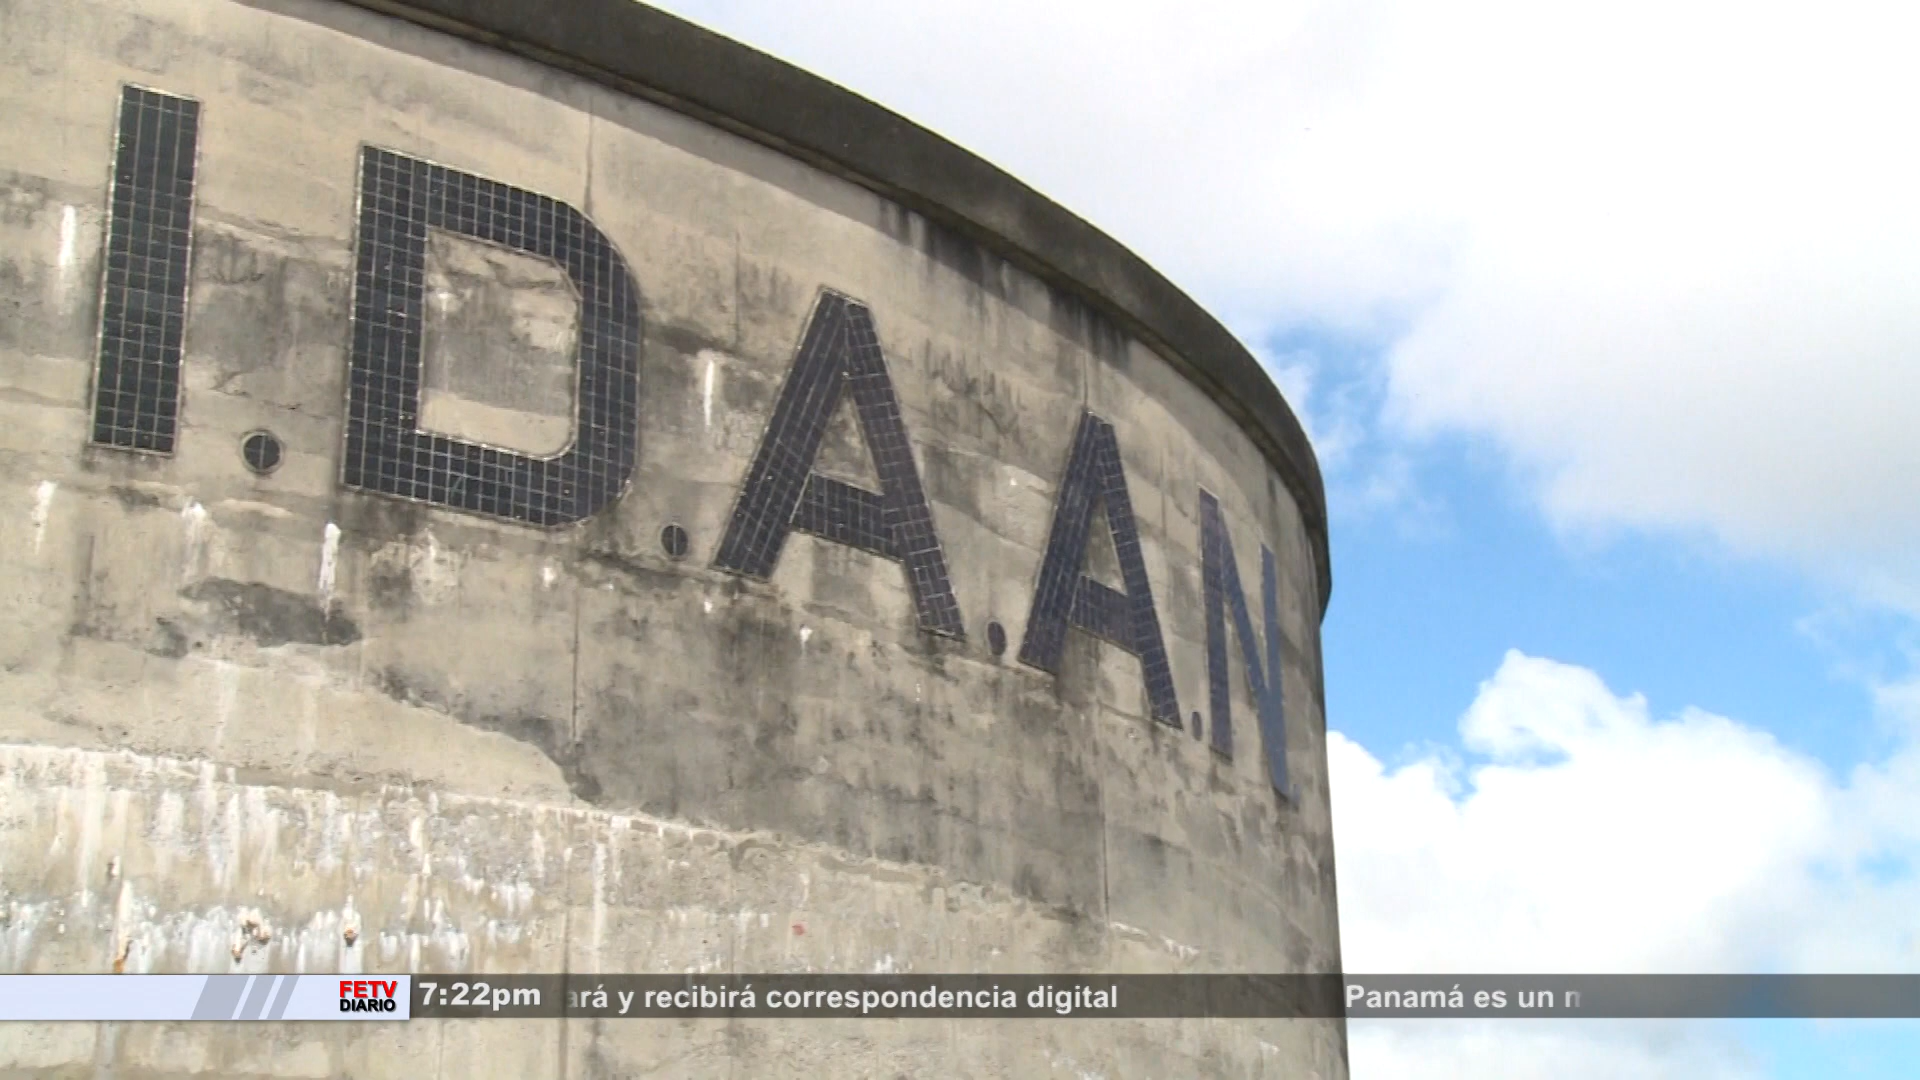 I.D.A.A.N.
FETV
DIARIO
7:22pm
y recibirá correspondencia digital
Panamá es un